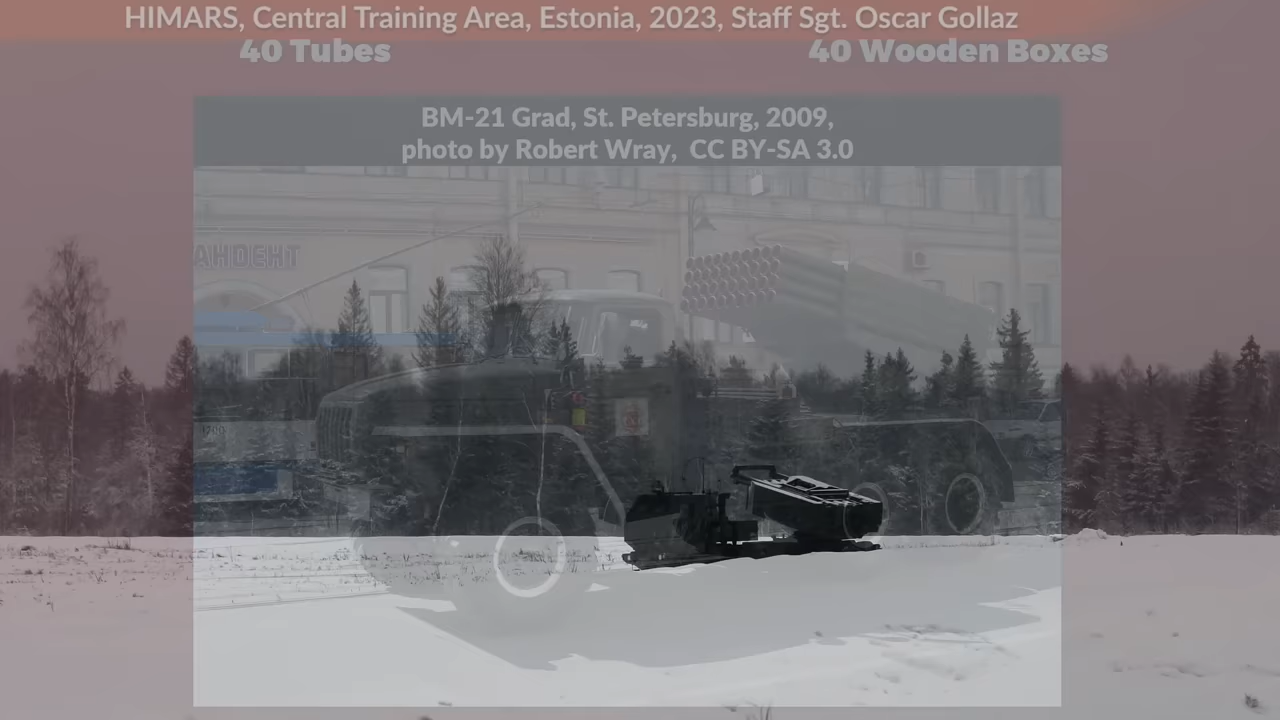 HIMARS, Central Training Area, Estonia, 2023, Staff Sgt. Oscar Gollaz
40 Tubes
40 Wooden Boxes
BM-21 Grad, St. Petersburg, 2009,
photo by Robert Wray, CC BY-SA 3.0
АНДЕНТ
1200